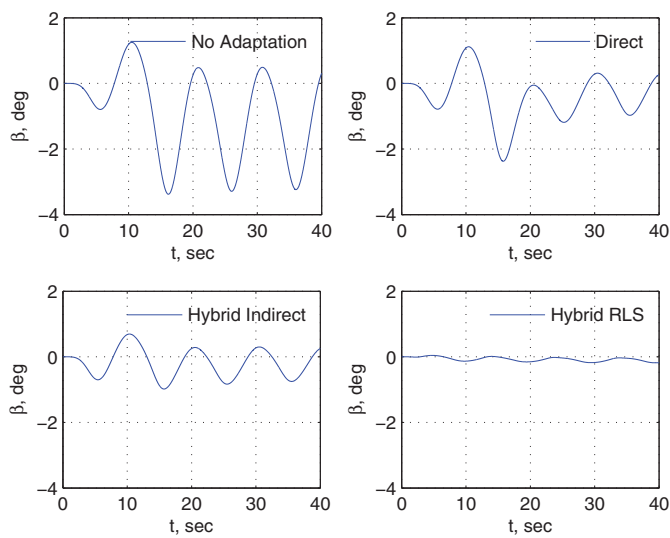 No Adaptation
2
0
−2
−4
β, deg
0 10 20 30 40
t, sec
Direct
2
0
−2
−4
β, deg
0 10 20 30 40
t, sec
Hybrid Indirect
2
0
−2
−4
β, deg
0 10 20 30 40
t, sec
Hybrid RLS
2
0
−2
−4
β, deg
0 10 20 30 40
t, sec